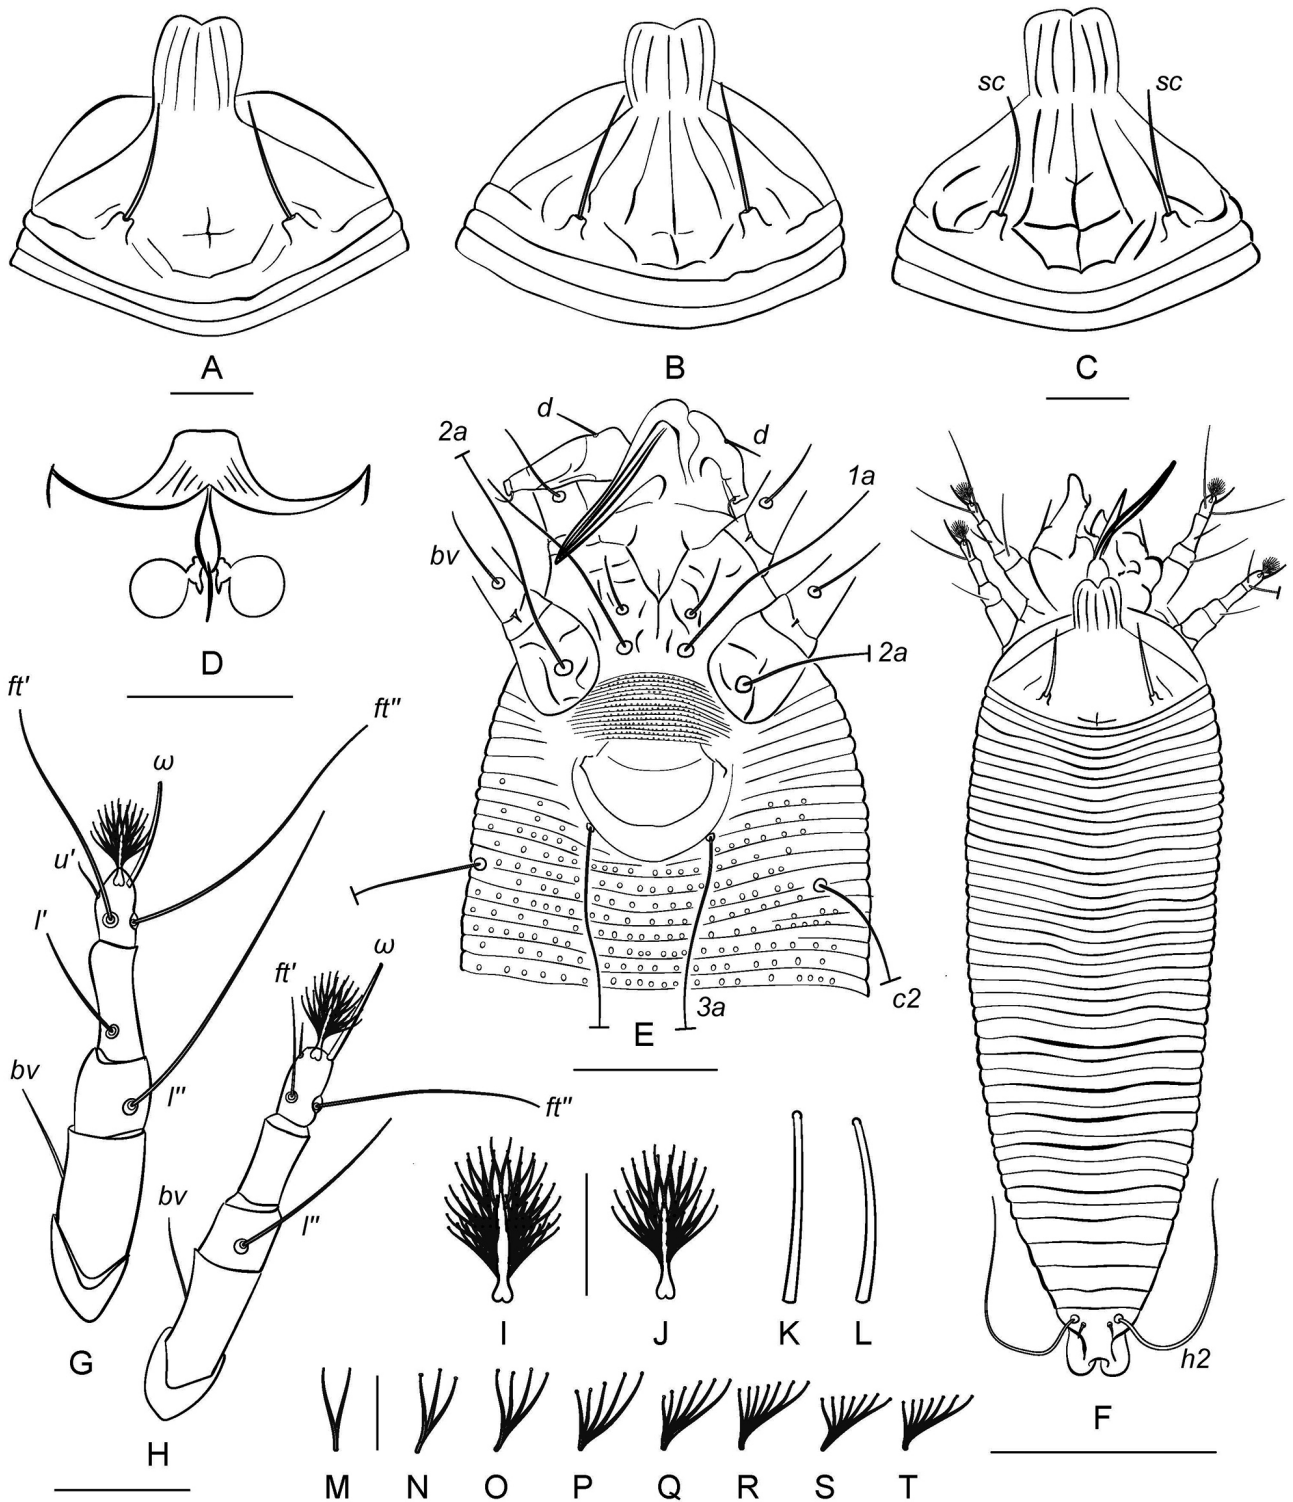 sc sc
A B C
d d
2a
1a
bv
2a
D
ft' ft"
ω
u'
l'
c2
3a
E
ω
ft'
bv
l"
ft"
bv
l"
I J K L
h2
G
F
H
M N O P Q R S T